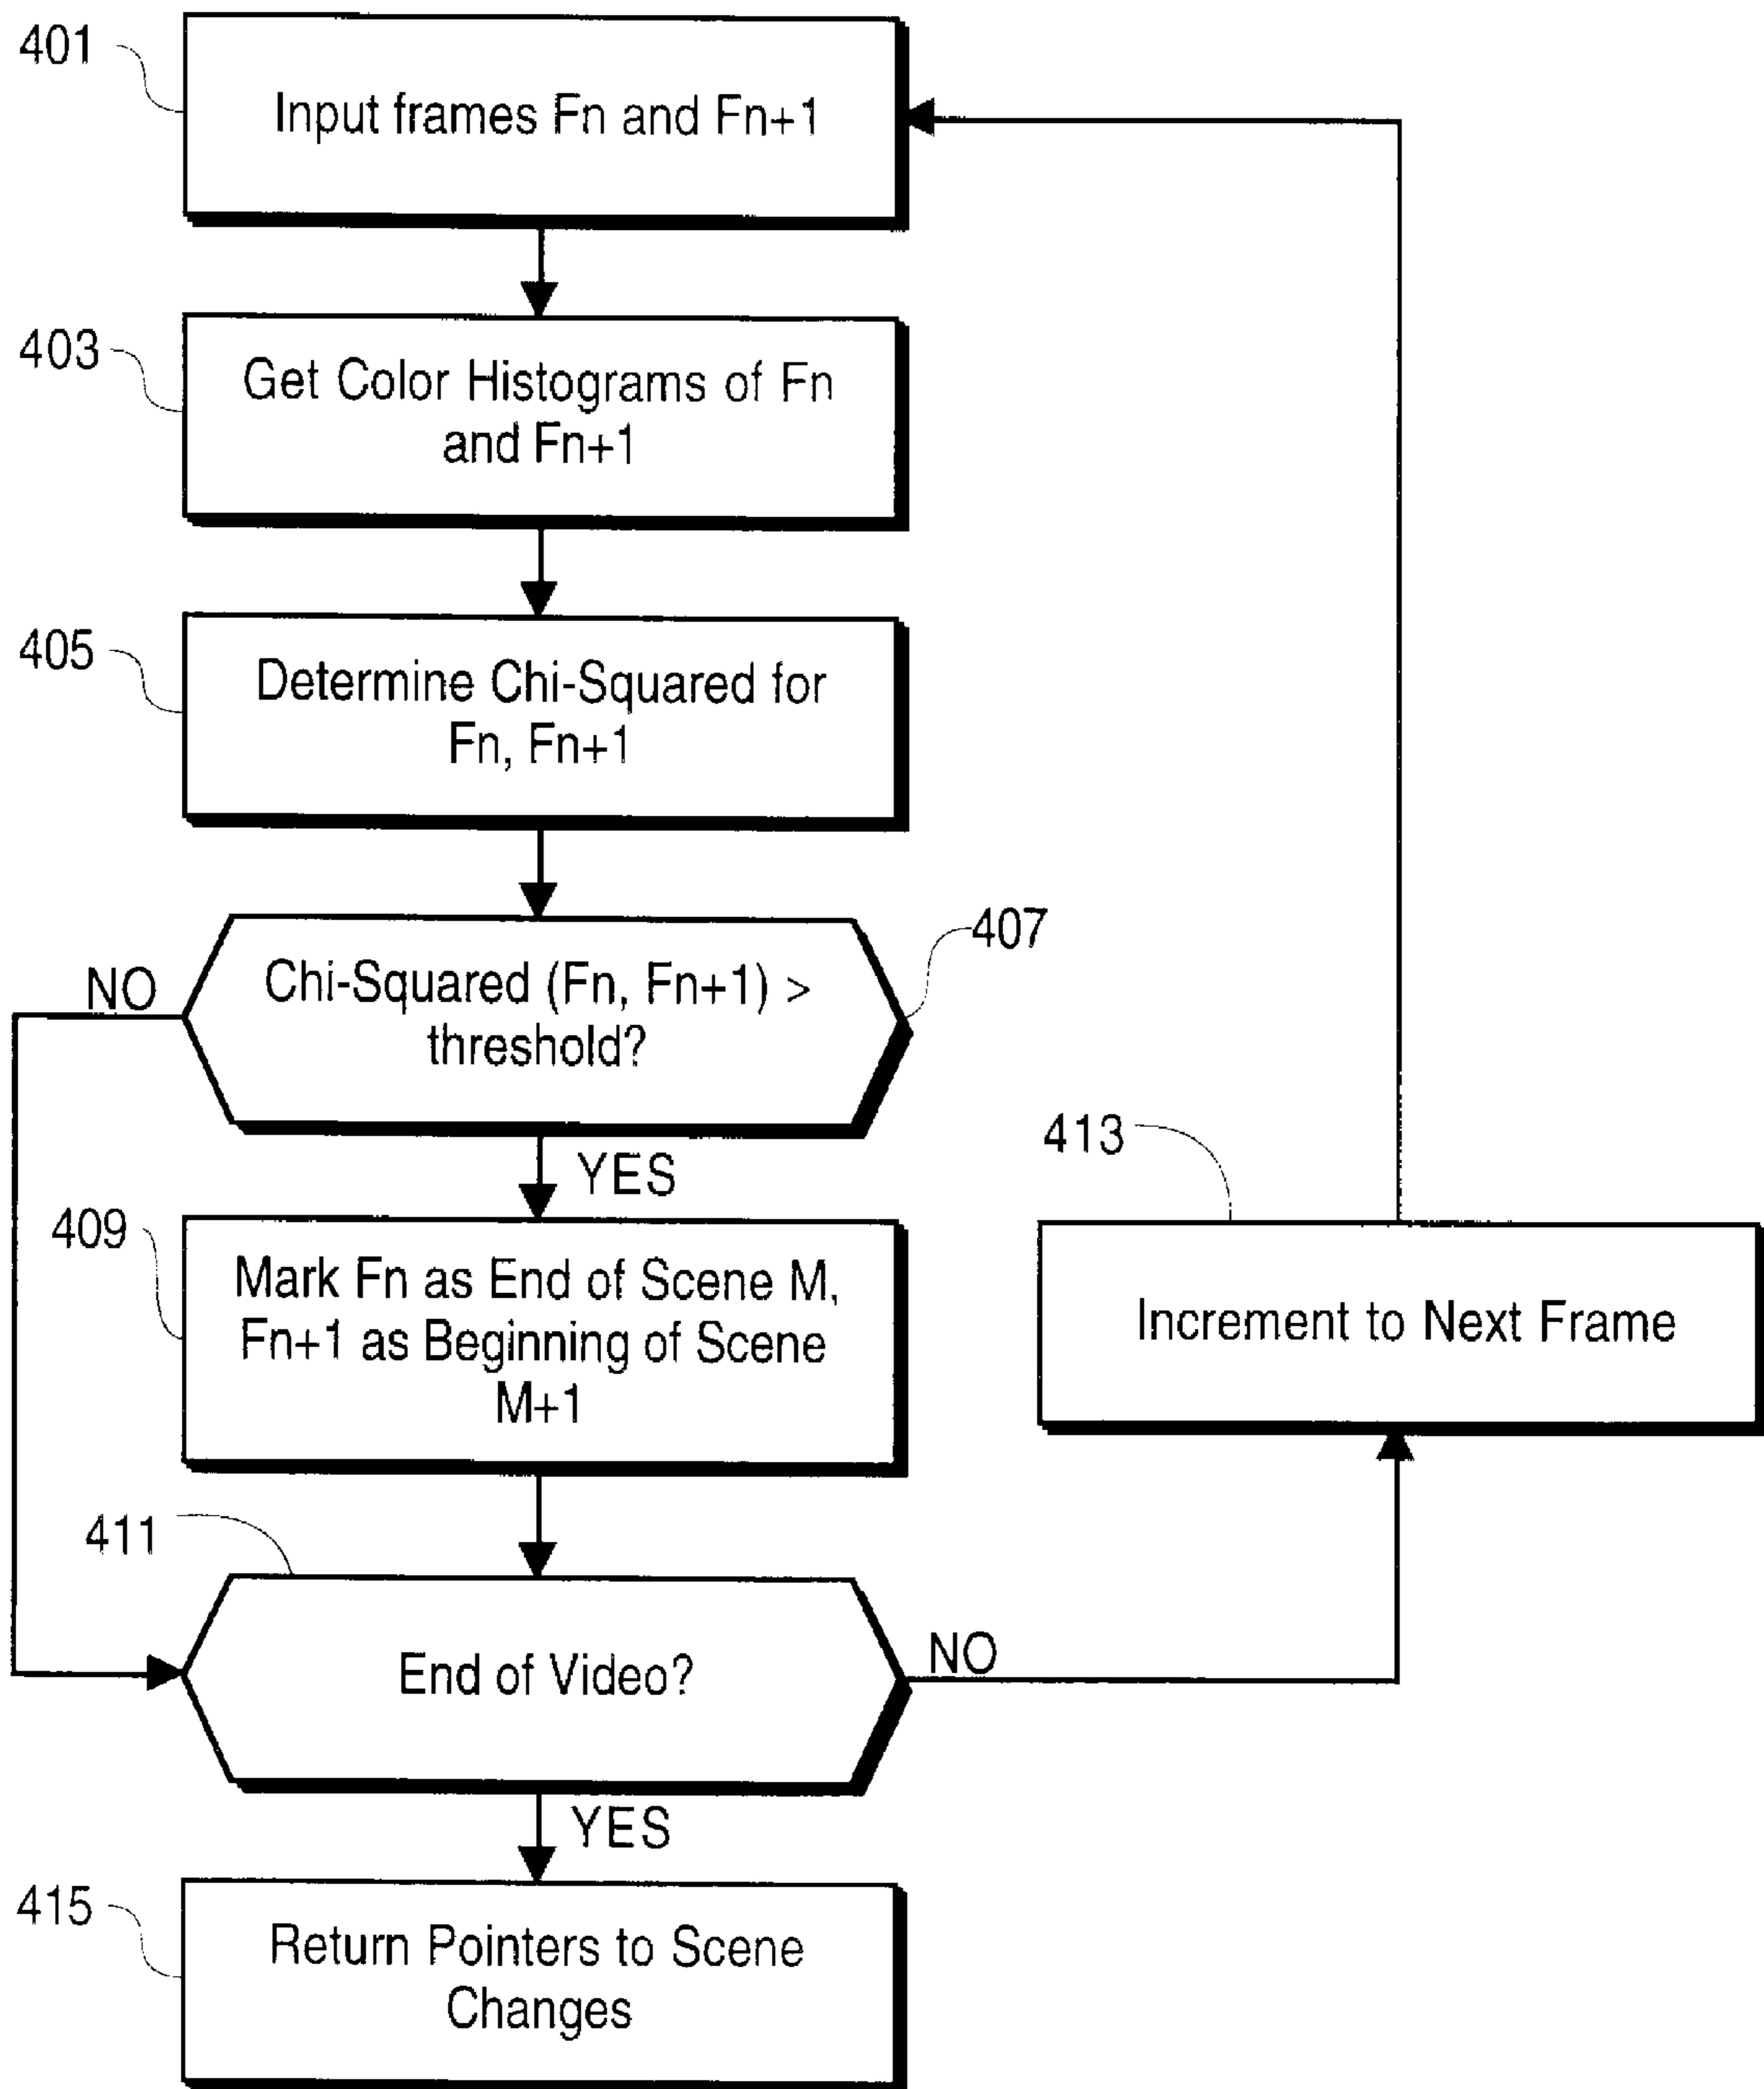 401
Input frames Fn and Fn+1
403
Get Color Histograms of Fn
and Fn+1
405
Determine Chi-Squared for
Fn, Fn+1
407
NO
Chi-Squared (Fn, Fn+1) >
threshold?
YES
409
Mark Fn as End of Scene M,
Fn+1 as Beginning of Scene
M+1
413
Increment to Next Frame
411
End of Video?
NO
YES
415
Return Pointers to Scene
Changes